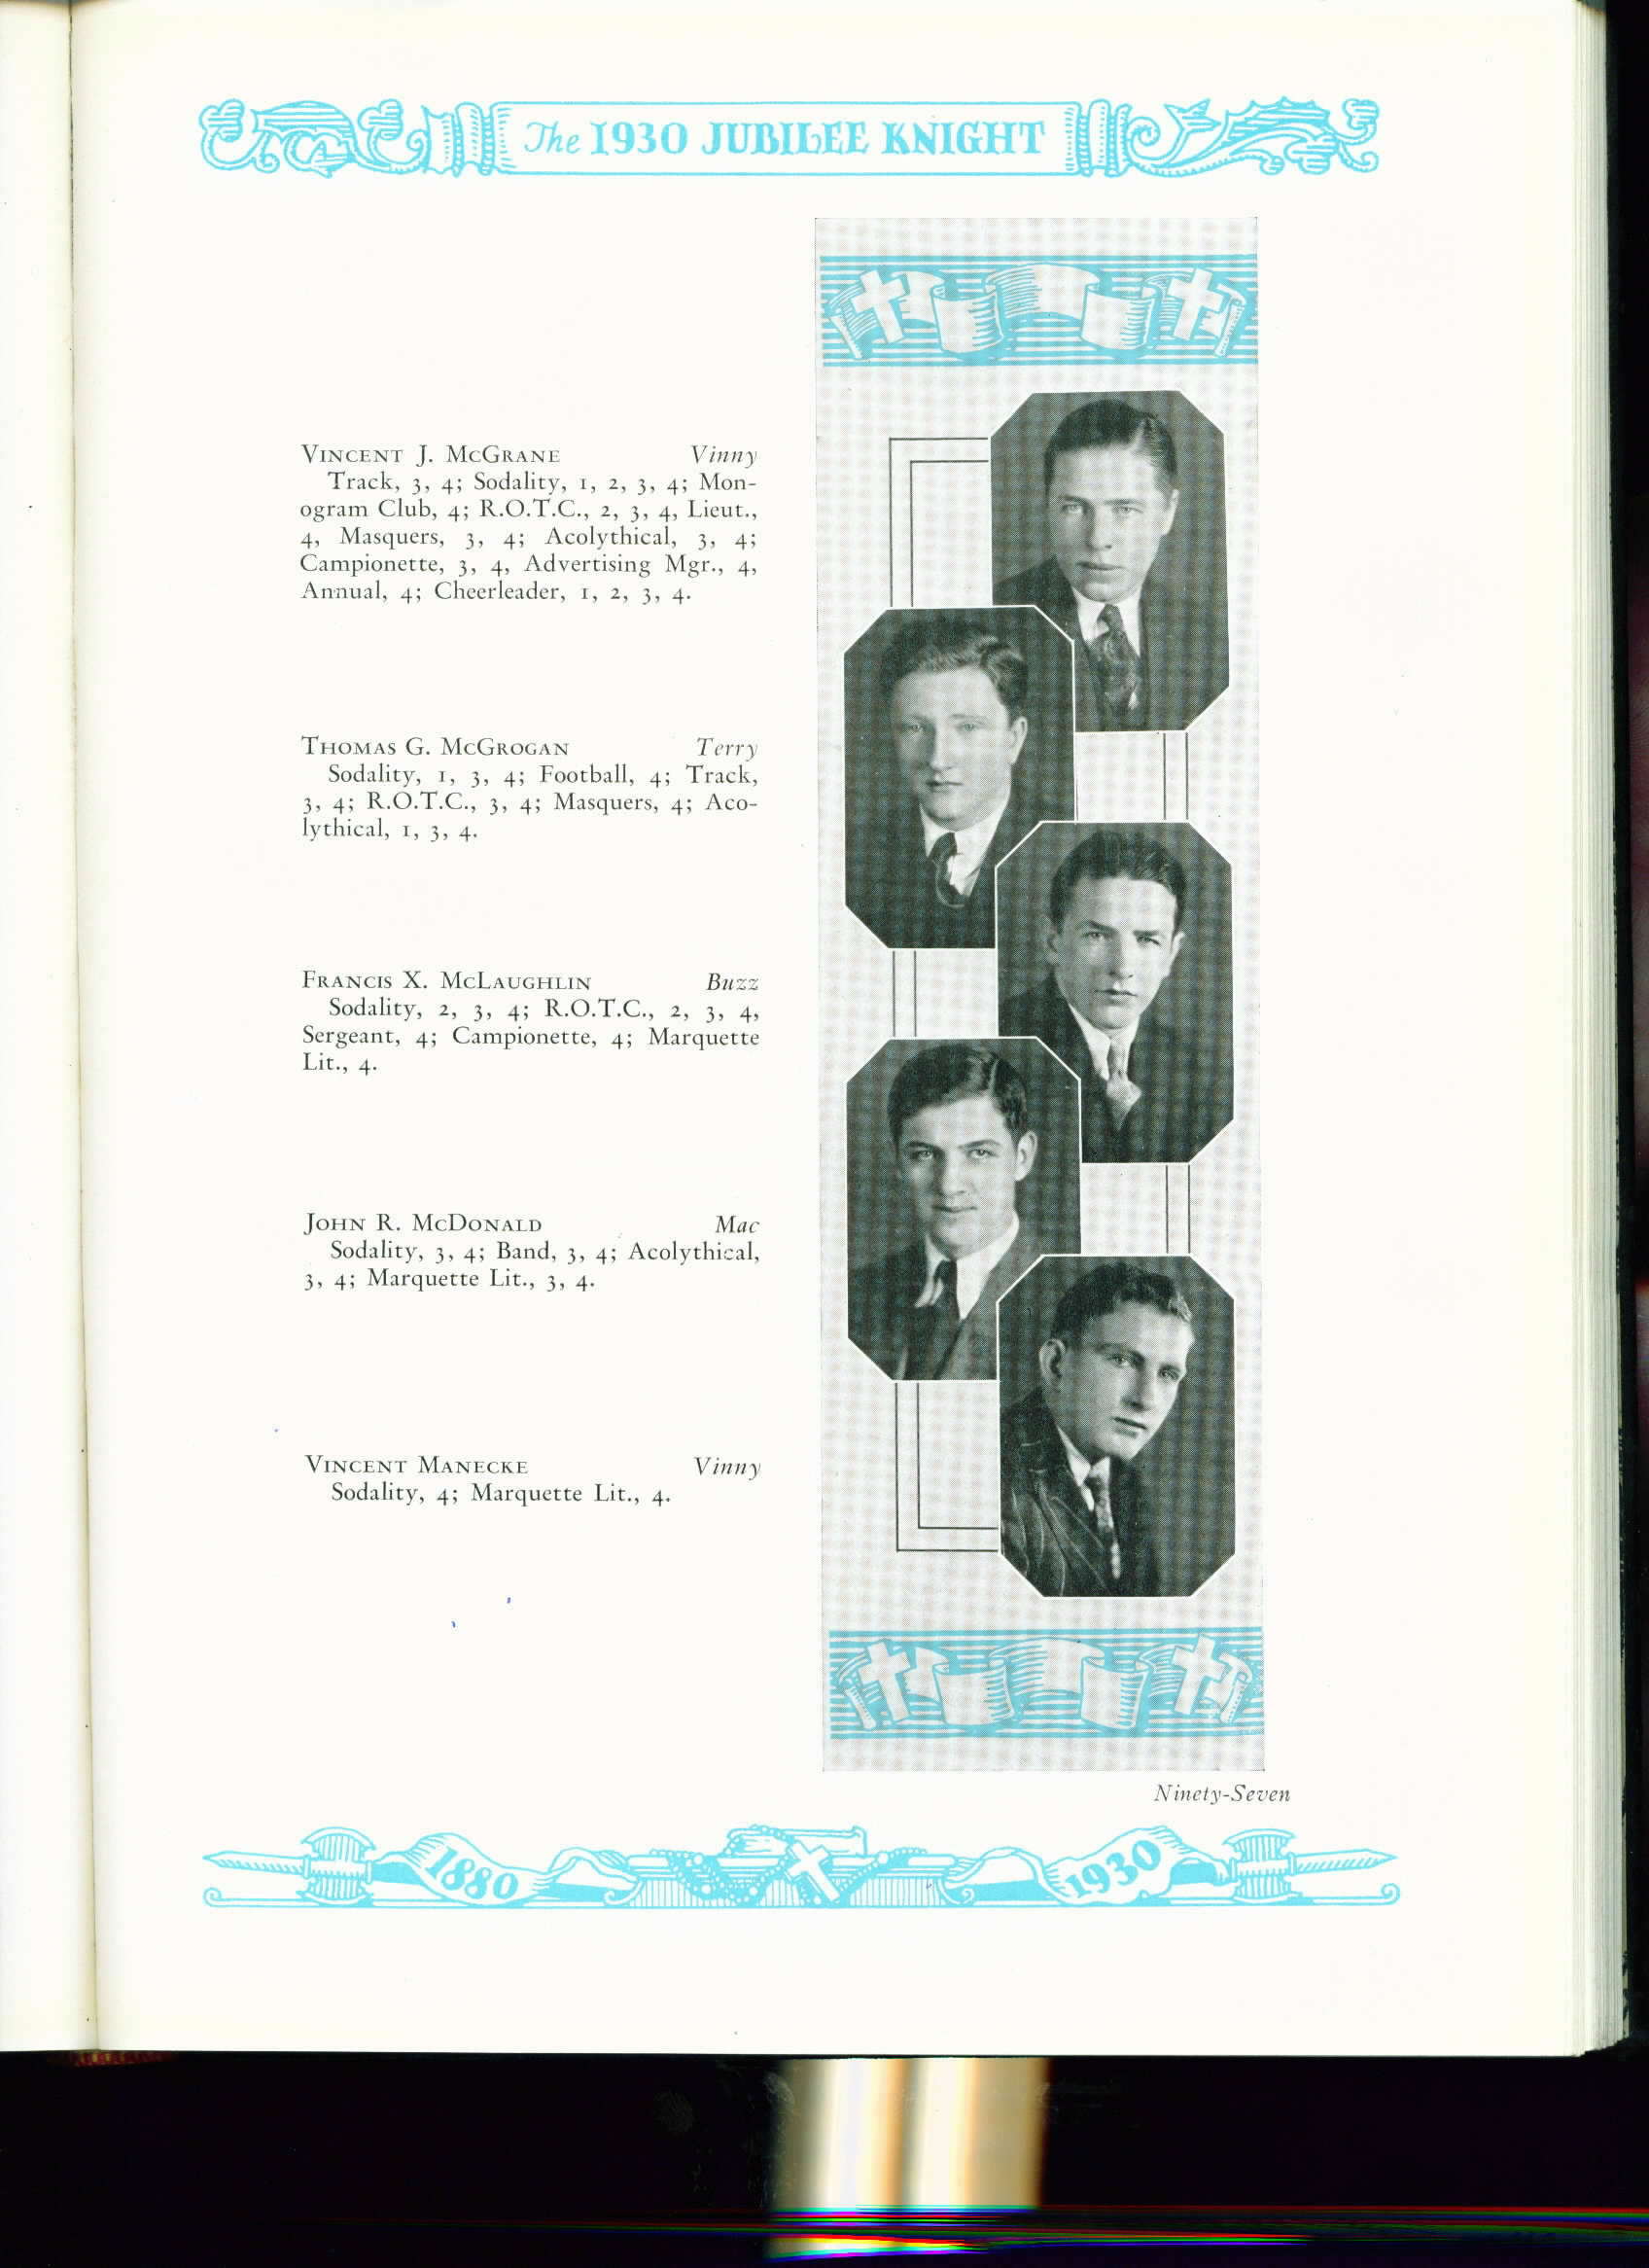 The 1930 JUBILEE KNIGHT
VINCENT J. MCGRANE Vinny
Track, 3, 4; Sodality, 1, 2, 3, 4; Mon-
ogram Club, 4; R.O.T.C., 2, 3, 4, Lieut.,
4, Masquers, 3, 4; Acolythical, 3, 4;
Campionette, 3, 4, Advertising Mgr., 4,
Annual, 4; Cheerleader, 1, 2, 3, 4.
THOMAS G. MCGROGAN Terry
Sodality, 1, 3, 4; Football, 4; Track,
3, 4; R.O.T.C., 3, 4; Masquers, 4; Aco-
lythical, 1, 3, 4.
FRANCIS X. MCLAUGHLIN Buzz
Sodality, 2, 3, 4; R.O.T.C., 2, 3, 4,
Sergeant, 4; Campionette, 4; Marquette
Lit., 4.
JOHN R. MCDONALD Mac
Sodality, 3, 4; Band, 3, 4; Acolythical,
3, 4; Marquette Lit., 3, 4.
VINCENT MANECKE Vinny
Sodality, 4; Marquette Lit., 4.
Ninety-Seven
1880 1930